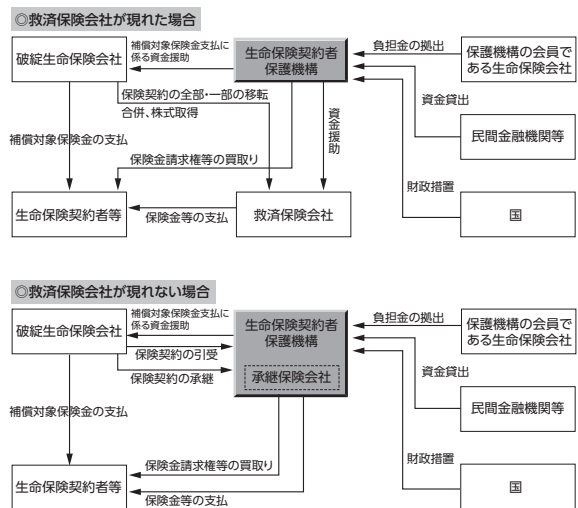 ◎救済保険会社が現れた場合
破綻生命保険会社
補償対象保険金支払に
係る資金援助
生命保険契約者
保護機構
負担金の拠出
保護機構の会員で
ある生命保険会社
保険契約の全部・一部の移転
合併、株式取得
資金援助
資金貸出
民間金融機関等
補償対象保険金の支払
保険金請求権等の買取り
財政措置
生命保険契約者等
保険金等の支払
救済保険会社
国
◎救済保険会社が現れない場合
破綻生命保険会社
補償対象保険金支払に
係る資金援助
生命保険契約者
保護機構
負担金の拠出
保護機構の会員で
ある生命保険会社
保険契約の引受
保険契約の承継
承継保険会社
資金貸出
民間金融機関等
補償対象保険金の支払
保険金請求権等の買取り
財政措置
生命保険契約者等
保険金等の支払
国